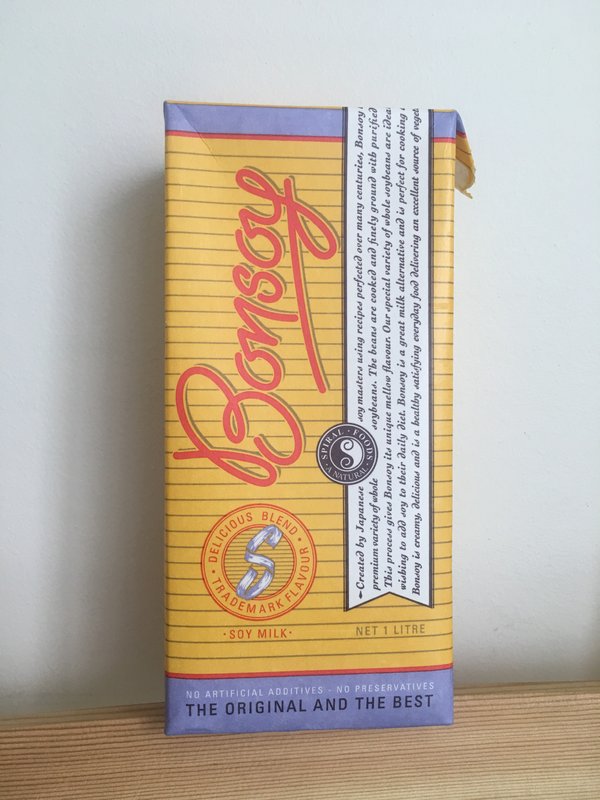 Bonsoy
Created by Japanese soy masters using recipes perfected over many centuries, Bonsoy
premium variety of whole soybeans. The beans are cooked and finely ground with purified
This process gives Bonsoy its unique mellow flavour. Our special variety of whole soybeans are idea
wishing to add soy to their daily diet. Bonsoy is a great milk alternative and is perfect for cooking
Bonsoy is creamy, delicious and is a healthy satisfying everyday food delivering an excellent source of veget
SPIRAL · FOODS
· A NATURAL
· DELICIOUS BLEND ·
S
TRADEMARK FLAVOUR
· SOY MILK ·
NET 1 LITRE
NO ARTIFICIAL ADDITIVES - NO PRESERVATIVES
THE ORIGINAL AND THE BEST